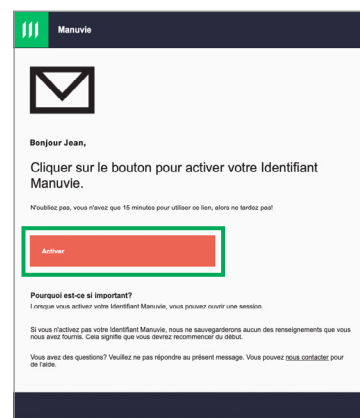 Manuvie
Bonjour Jean,
Cliquer sur le bouton pour activer votre Identifiant
Manuvie.
N'oubliez pas, vous n'avez que 15 minutes pour utiliser ce lien, alors ne tardez pas!
Activer
Pourquoi est-ce si important?
Lorsque vous activez votre Identifiant Manuvie, vous pouvez ouvrir une session.
Si vous n'activez pas votre Identifiant Manuvie, nous ne sauvegarderons aucun des renseignements que vous
nous avez fournis. Cela signifie que vous devrez recommencer du début.
Vous avez des questions? Veuillez ne pas répondre au présent message. Vous pouvez nous contacter pour
de l'aide.